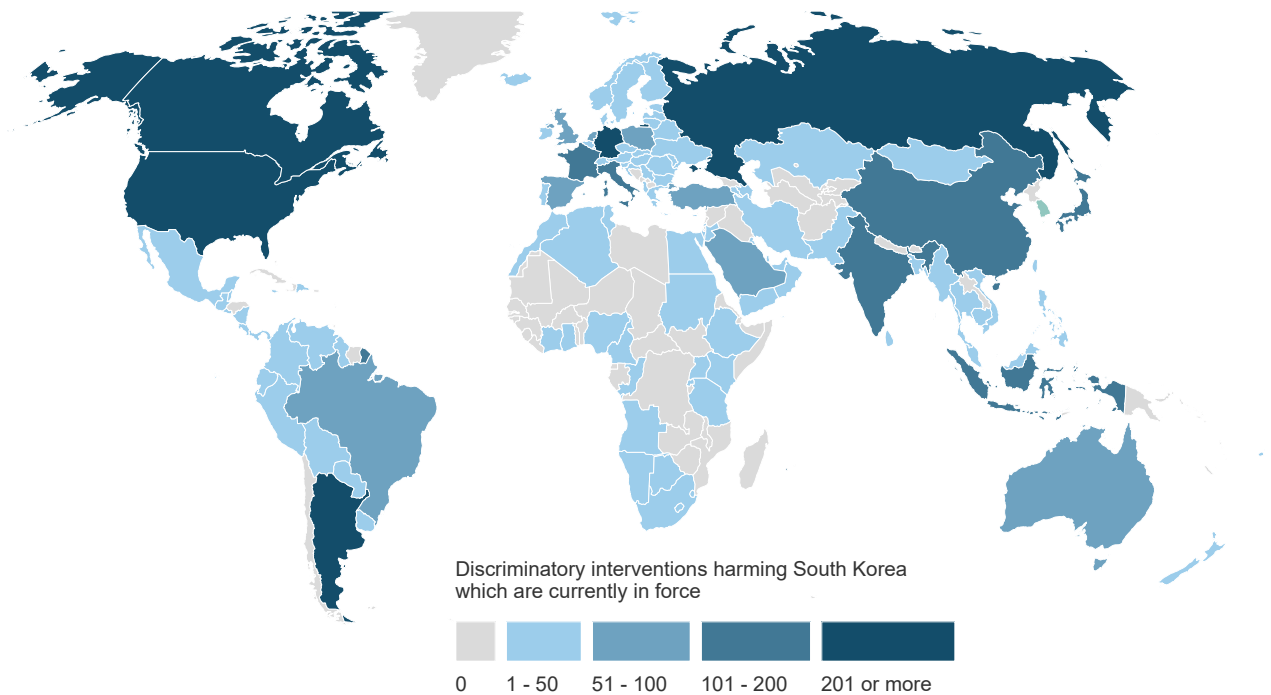 Discriminatory interventions harming South Korea
which are currently in force
0 1 - 50 51 - 100 101 - 200 201 or more